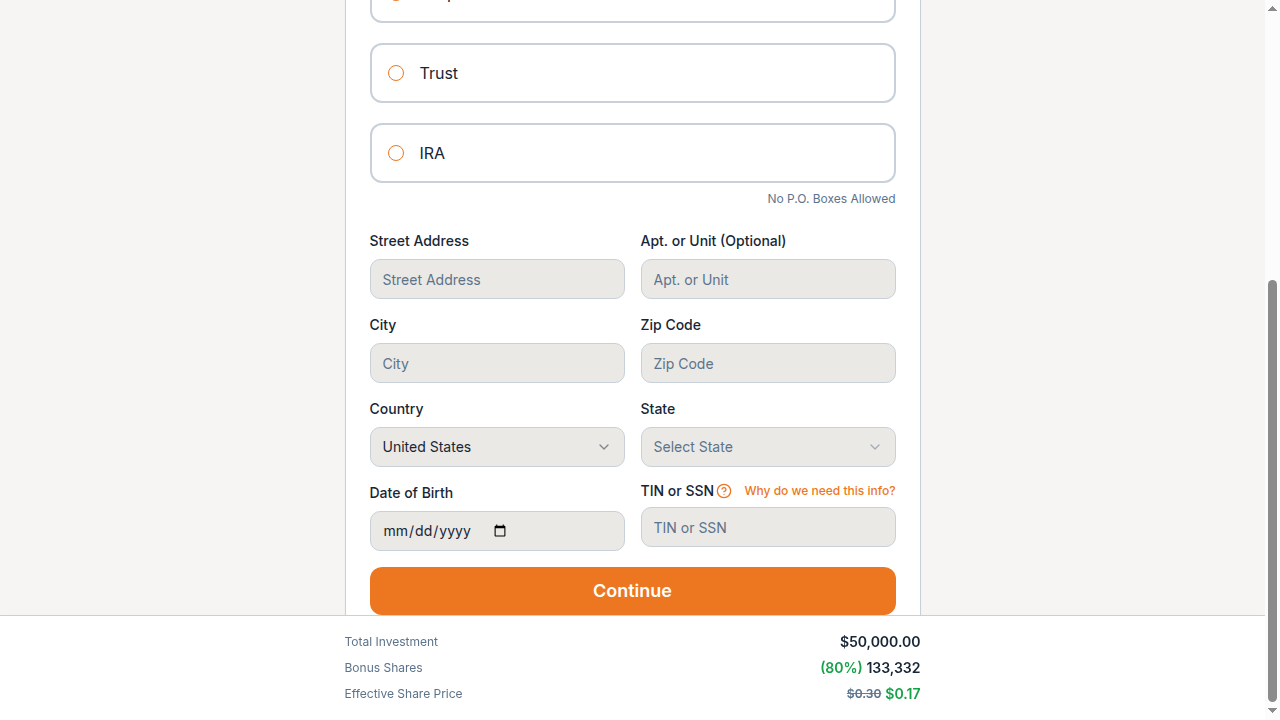 Trust
IRA
No P.O. Boxes Allowed
Street Address Apt. or Unit (Optional)
Street Address Apt. or Unit
City Zip Code
City Zip Code
Country State
United States Select State
Date of Birth TIN or SSN Why do we need this info?
mm/dd/yyyy TIN or SSN
Continue
Total Investment $50,000.00
Bonus Shares (80%) 133,332
Effective Share Price $0.30 $0.17